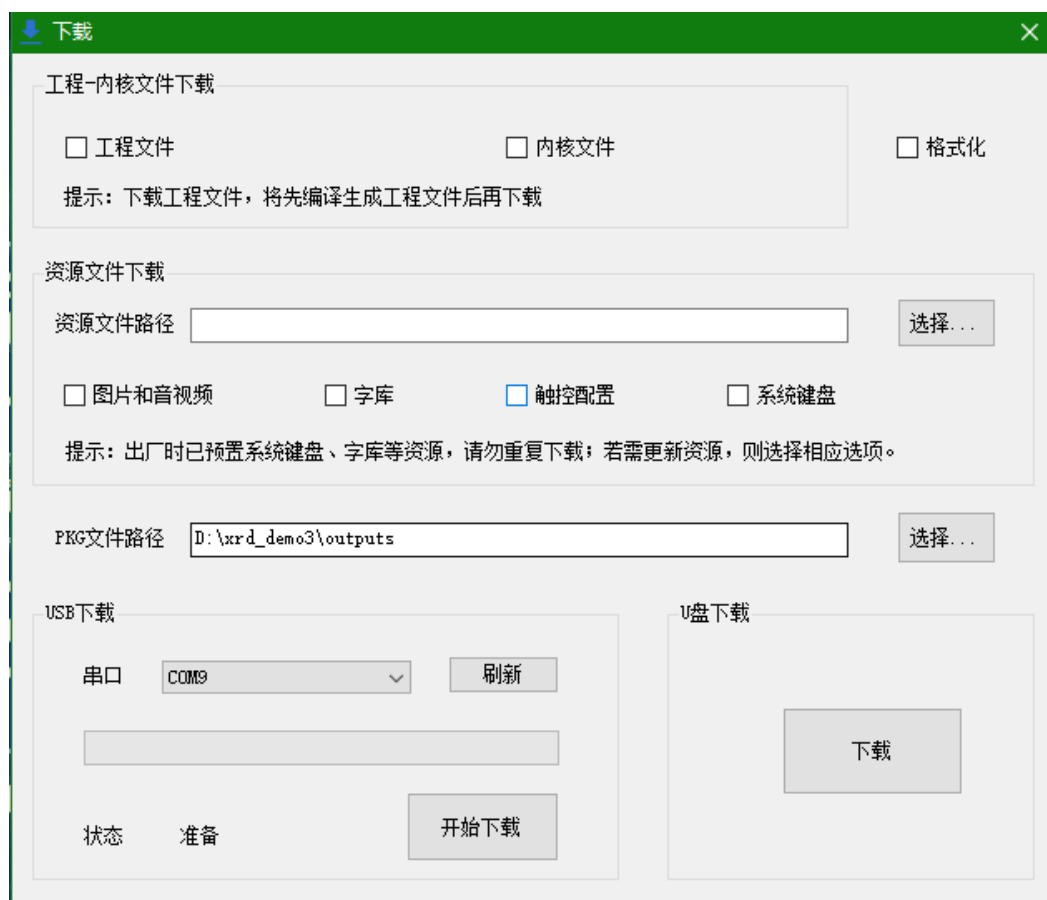 下载
工程-内核文件下载
工程文件 内核文件 格式化
提示：下载工程文件，将先编译生成工程文件后再下载
资源文件下载
资源文件路径 选择...
图片和音视频 字库 触控配置 系统键盘
提示：出厂时已预置系统键盘、字库等资源，请勿重复下载；若需更新资源，则选择相应选项。
PKG文件路径 D:\xrd_demo3\outputs 选择...
USB下载 U盘下载
串口 COM9 刷新
下载
状态 准备 开始下载